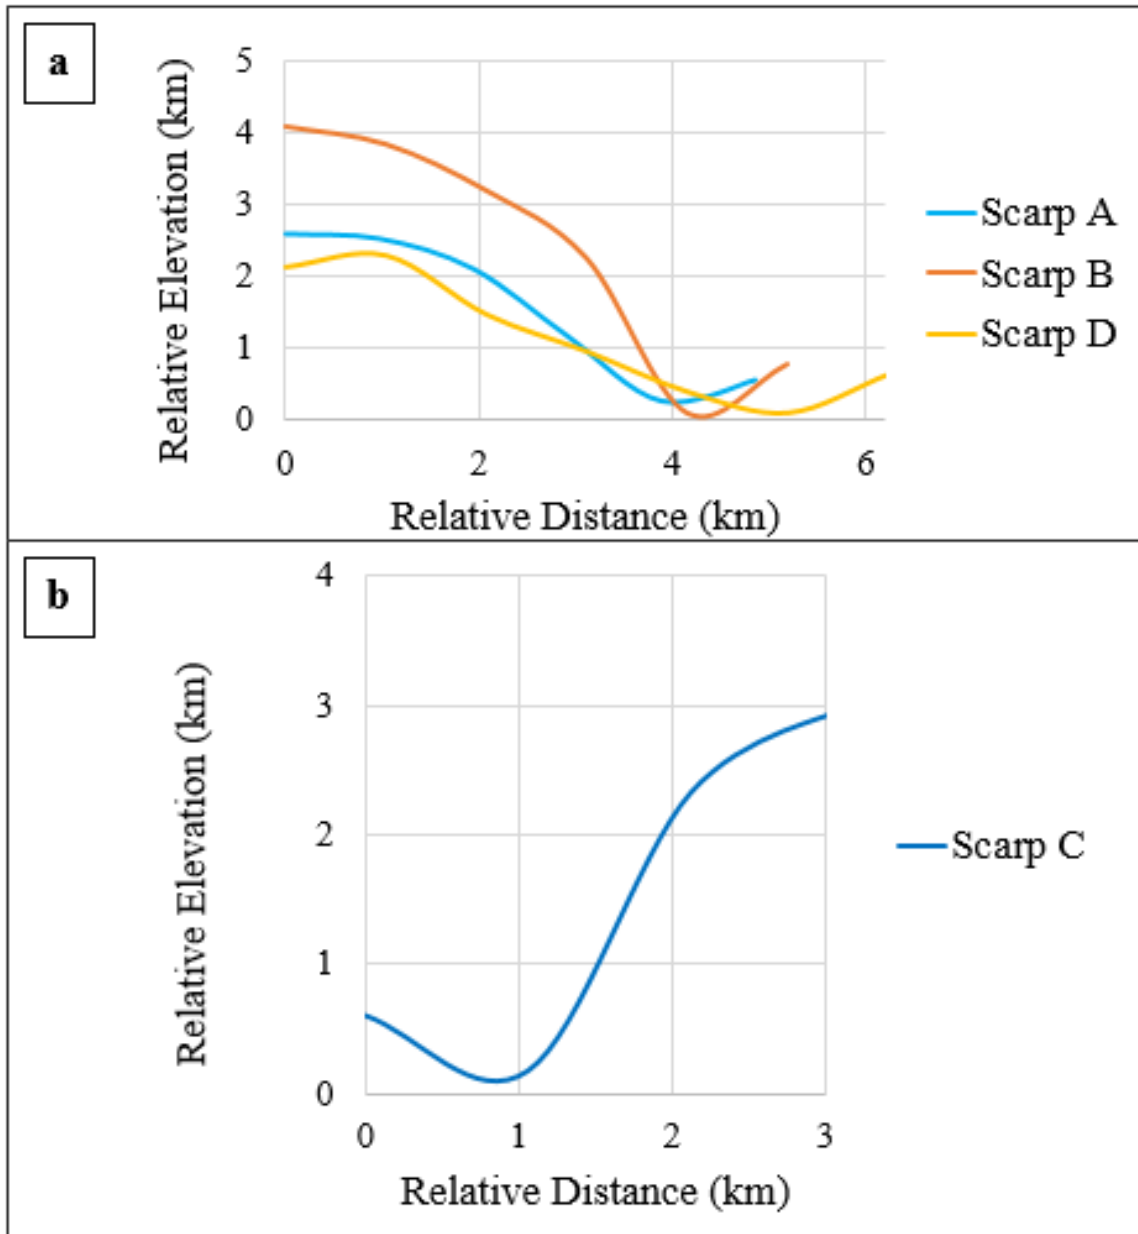 a
Relative Elevation (km)
5
4
3
2
1
0
0 2 4 6
Relative Distance (km)
Scarp A
Scarp B
Scarp D
b
Relative Elevation (km)
4
3
2
1
0
0 1 2 3
Relative Distance (km)
Scarp C